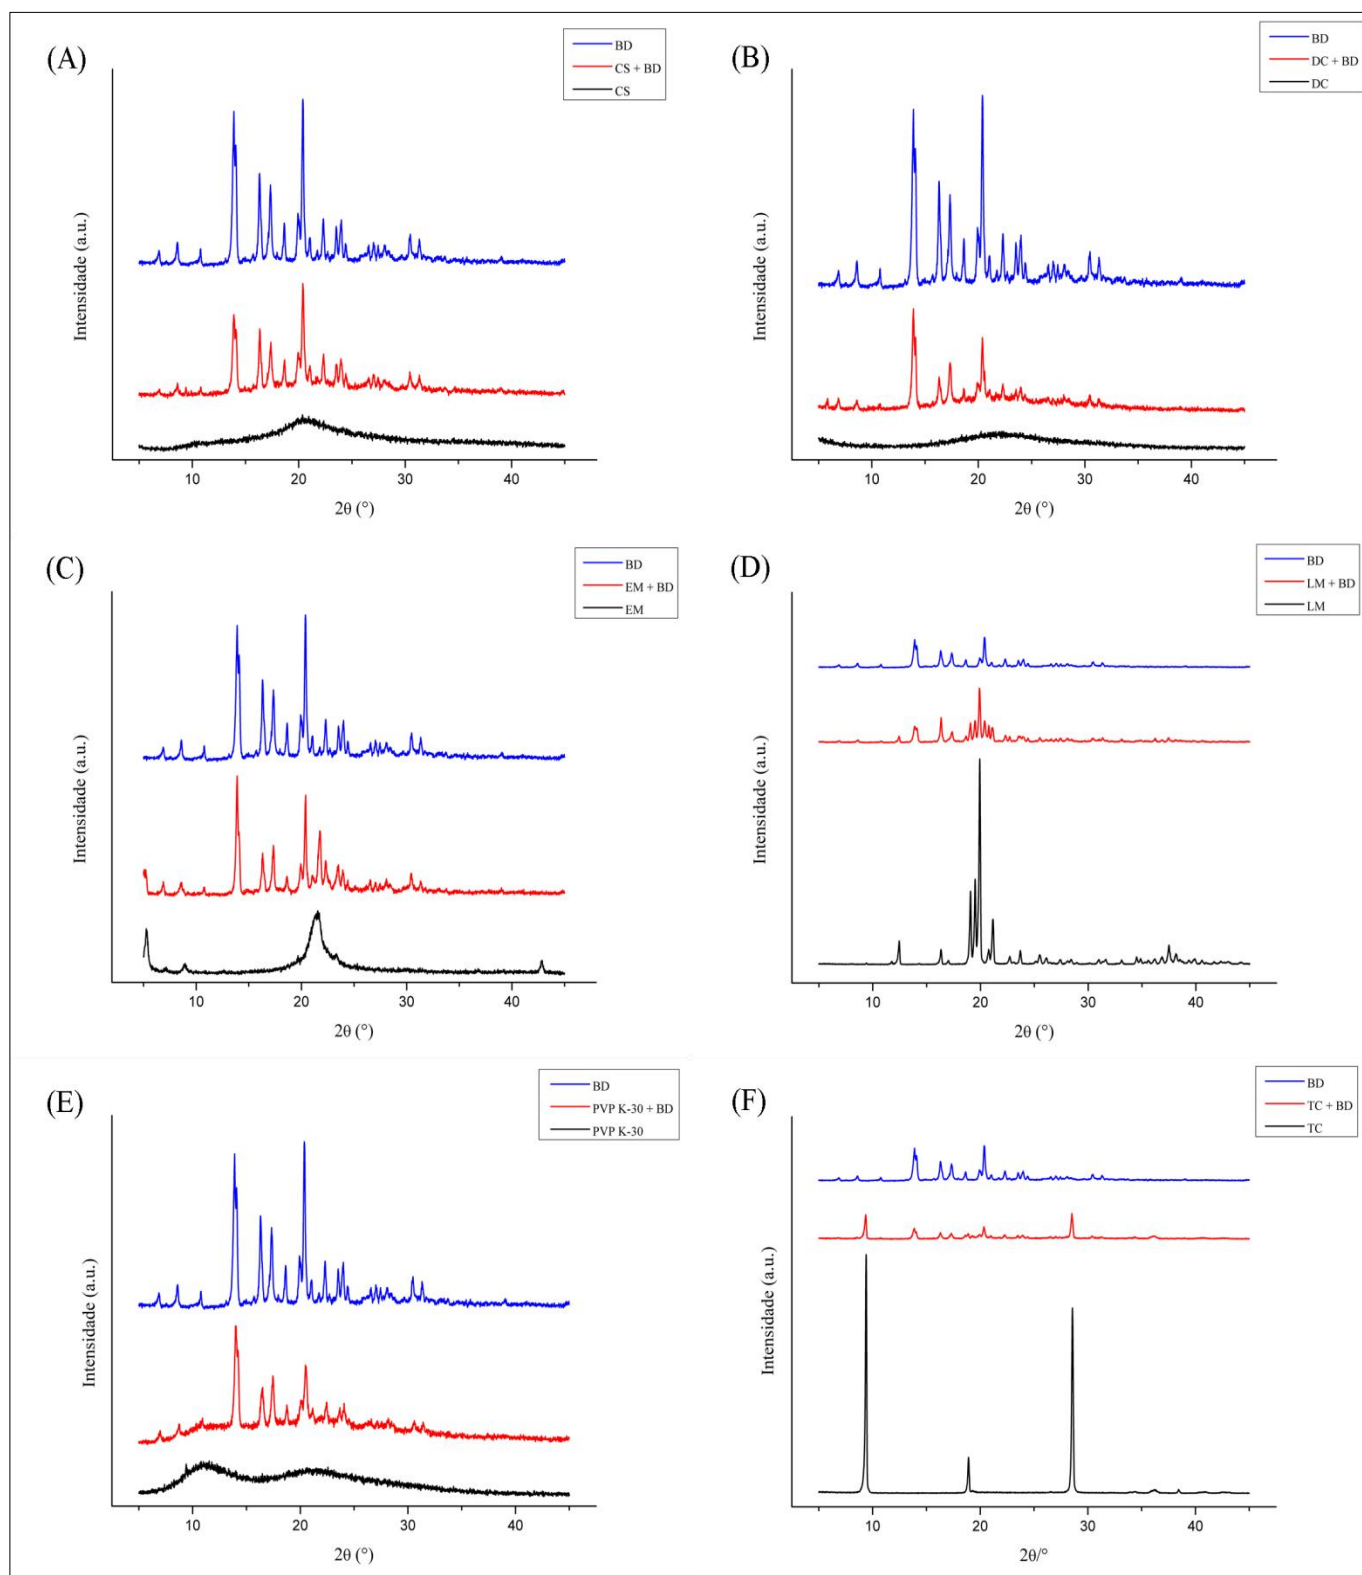 (A)
BD
CS + BD
CS
Intensidade (a.u.)
10 20 30 40
2θ (°)
(B)
BD
DC + BD
DC
Intensidade (a.u.)
10 20 30 40
2θ (°)
(C)
BD
EM + BD
EM
Intensidade (a.u.)
10 20 30 40
2θ (°)
(D)
BD
LM + BD
LM
Intensidade (a.u.)
10 20 30 40
2θ (°)
(E)
BD
PVP K-30 + BD
PVP K-30
Intensidade (a.u.)
10 20 30 40
2θ (°)
(F)
BD
TC + BD
TC
Intensidade (a.u.)
10 20 30 40
2θ/°